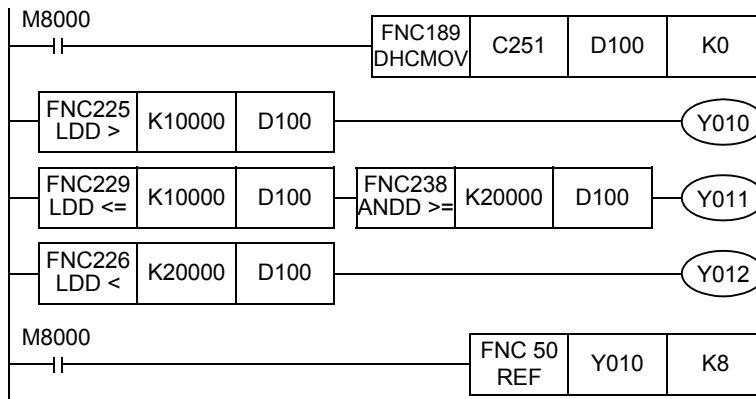 M8000
FNC189 DHCMOV C251 D100 K0
FNC225 LDD > K10000 D100 Y010
FNC229 LDD <= K10000 D100 FNC238 ANDD >= K20000 D100 Y011
FNC226 LDD < K20000 D100 Y012
M8000
FNC 50 REF Y010 K8